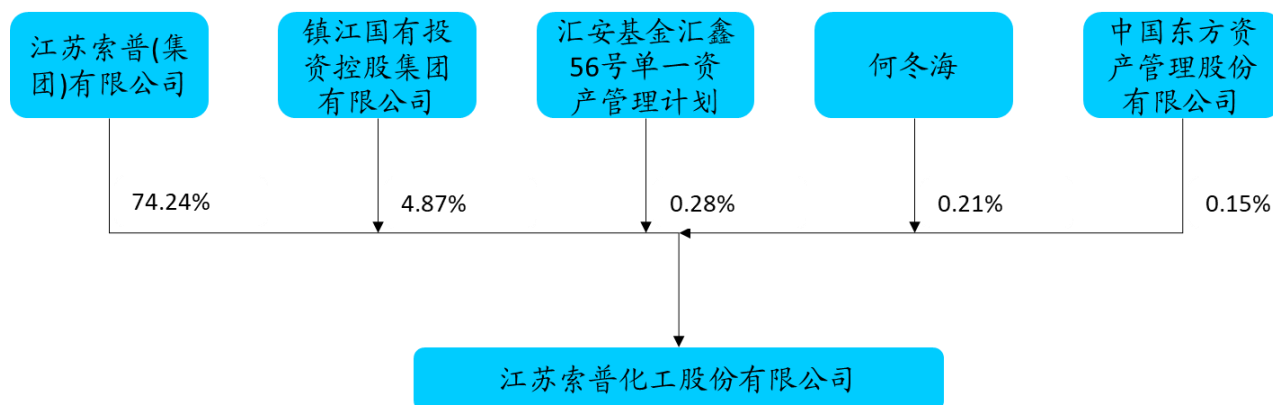 江苏索普(集
团)有限公司
镇江国有投
资控股集团
有限公司
汇安基金汇鑫
56号单一资
产管理计划
何冬海
中国东方资
产管理股份
有限公司
74.24%
4.87%
0.28%
0.21%
0.15%
江苏索普化工股份有限公司